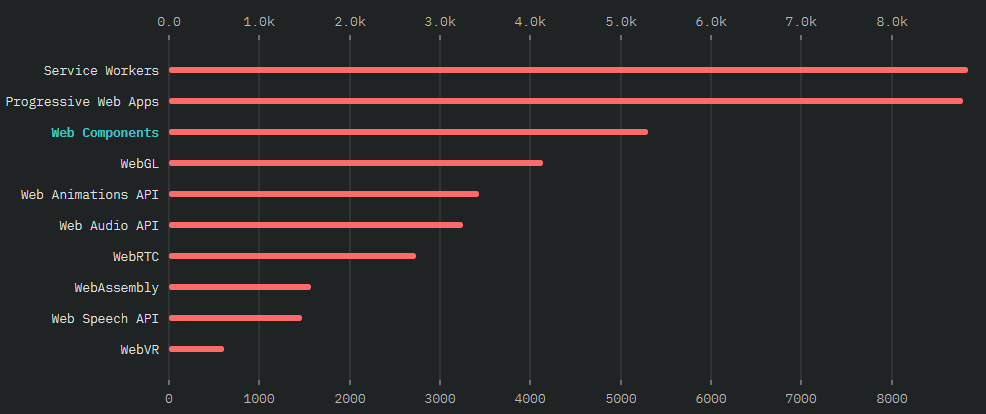 0.0 1.0k 2.0k 3.0k 4.0k 5.0k 6.0k 7.0k 8.0k
Service Workers
Progressive Web Apps
Web Components
WebGL
Web Animations API
Web Audio API
WebRTC
WebAssembly
Web Speech API
WebVR
0 1000 2000 3000 4000 5000 6000 7000 8000